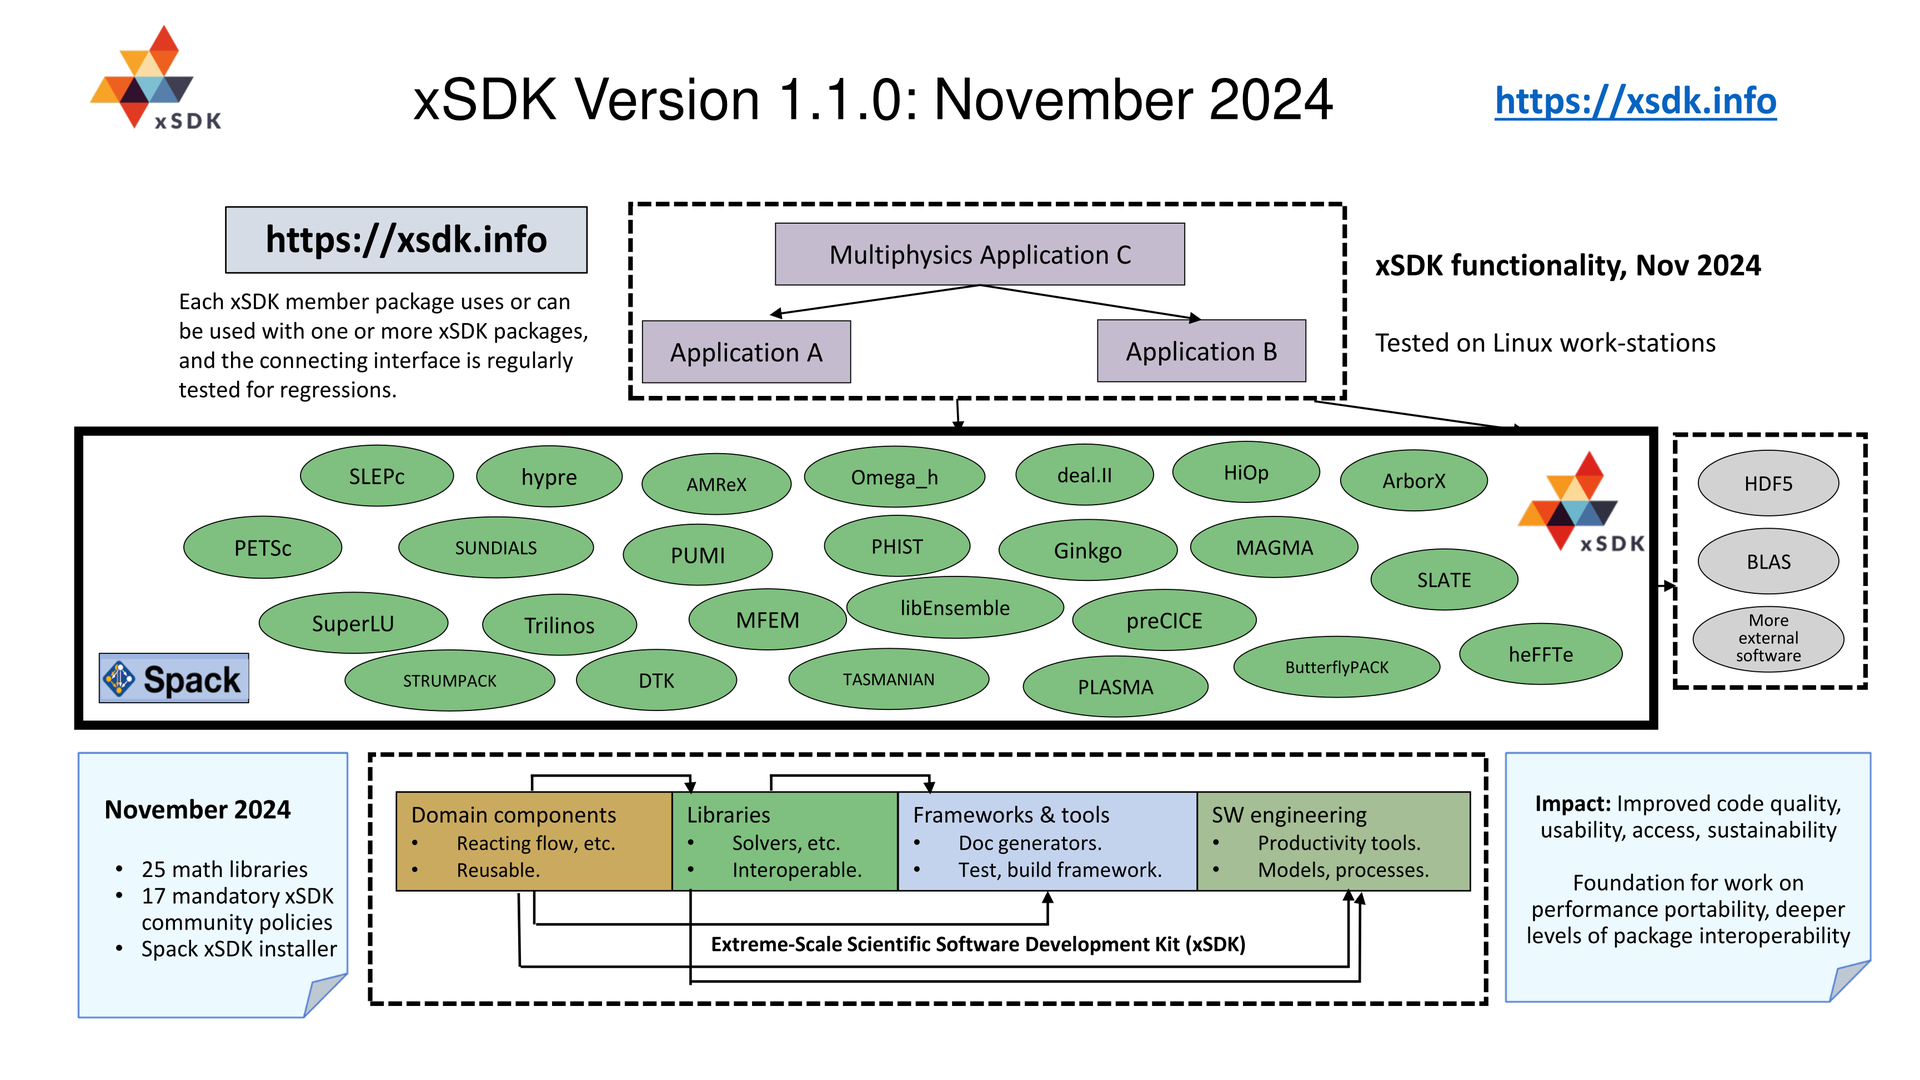 xSDK
xSDK Version 1.1.0: November 2024
https://xsdk.info
https://xsdk.info
Each xSDK member package uses or can
be used with one or more xSDK packages,
and the connecting interface is regularly
tested for regressions.
Multiphysics Application C
Application A
Application B
xSDK functionality, Nov 2024
Tested on Linux work-stations
SLEPc
hypre
AMReX
Omega_h
deal.II
HiOp
ArborX
PETSc
SUNDIALS
PUMI
PHIST
Ginkgo
MAGMA
SLATE
xSDK
SuperLU
Trilinos
MFEM
libEnsemble
preCICE
heFFTe
Spack
STRUMPACK
DTK
TASMANIAN
PLASMA
ButterflyPACK
HDF5
BLAS
More
external
software
November 2024
• 25 math libraries
• 17 mandatory xSDK
community policies
• Spack xSDK installer
Domain components
• Reacting flow, etc.
• Reusable.
Libraries
• Solvers, etc.
• Interoperable.
Frameworks & tools
• Doc generators.
• Test, build framework.
SW engineering
• Productivity tools.
• Models, processes.
Extreme-Scale Scientific Software Development Kit (xSDK)
Impact: Improved code quality,
usability, access, sustainability
Foundation for work on
performance portability, deeper
levels of package interoperability